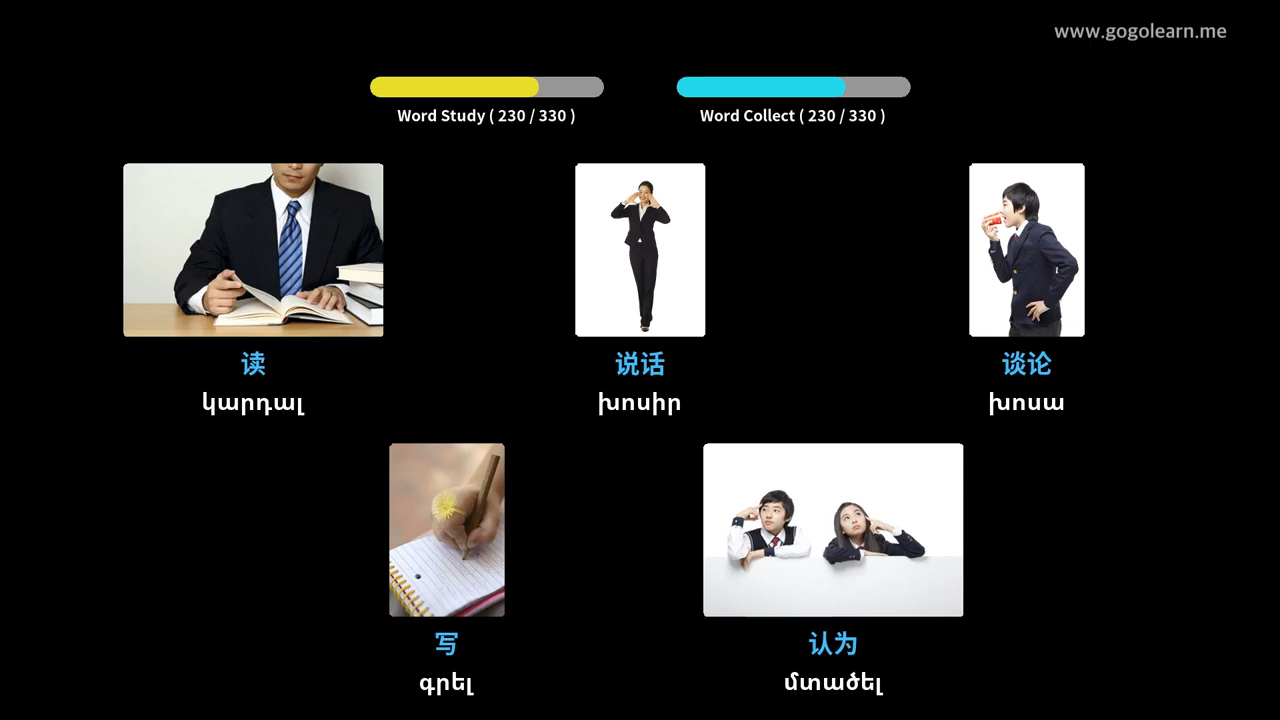 www.gogolearn.me
Word Study ( 230 / 330 )
Word Collect ( 230 / 330 )
读
կարդալ
说话
խոսիր
谈论
խոսա
写
գրել
认为
մտածել